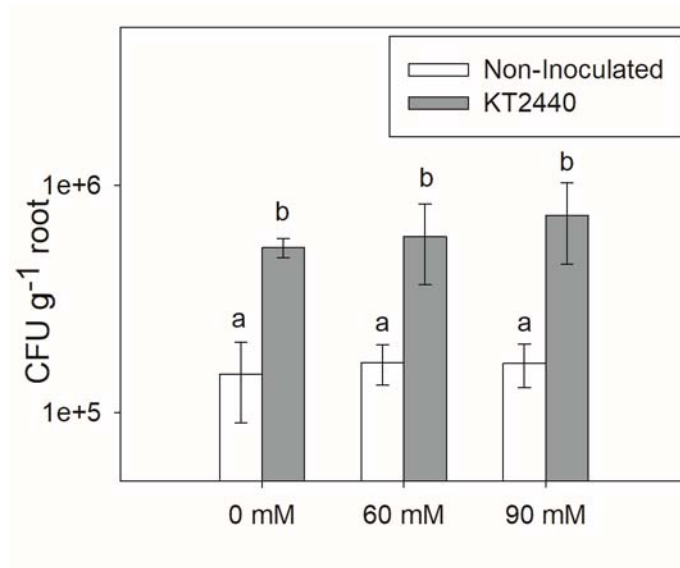 Non-Inoculated
KT2440
CFU g⁻¹ root
1e+6
1e+5
a
b
a
b
a
b
0 mM
60 mM
90 mM